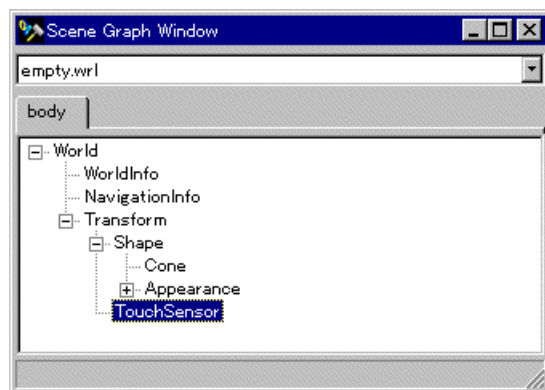 Scene Graph Window
empty.wrl
body
World
WorldInfo
NavigationInfo
Transform
Shape
Cone
Appearance
TouchSensor